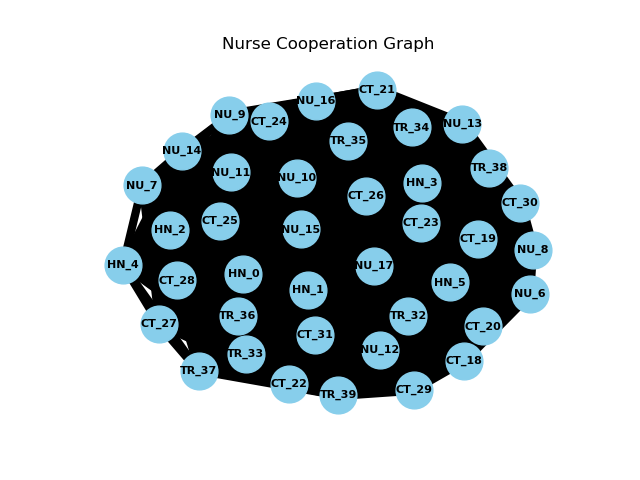 Nurse Cooperation Graph
CT_21
NU_16
NU_9
CT_24
NU_13
TR_34
TR_35
NU_14
TR_38
NU_11
NU_10
HN_3
NU_7
CT_26
CT_30
CT_25
CT_23
HN_2
NU_15
CT_19
NU_8
HN_4
NU_17
HN_0
CT_28
HN_5
HN_1
NU_6
TR_36
TR_32
CT_27
CT_20
CT_31
NU_12
TR_33
CT_18
TR_37
CT_22
CT_29
TR_39